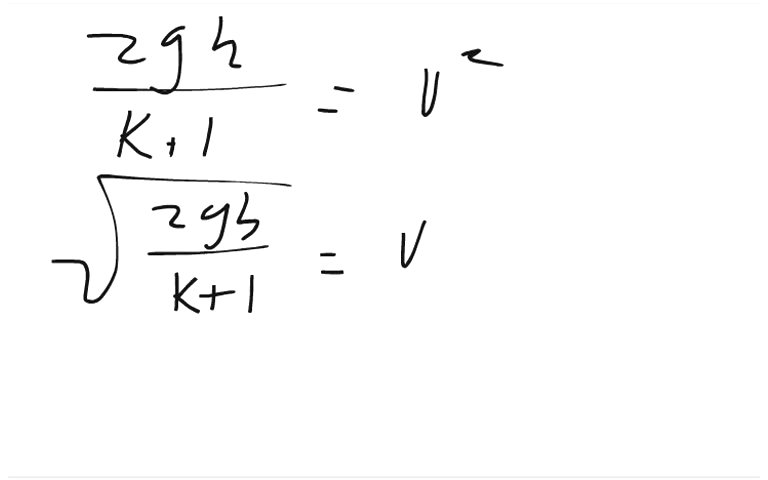 2gh/(K+1) = v²
√(2gh/(K+1)) = v